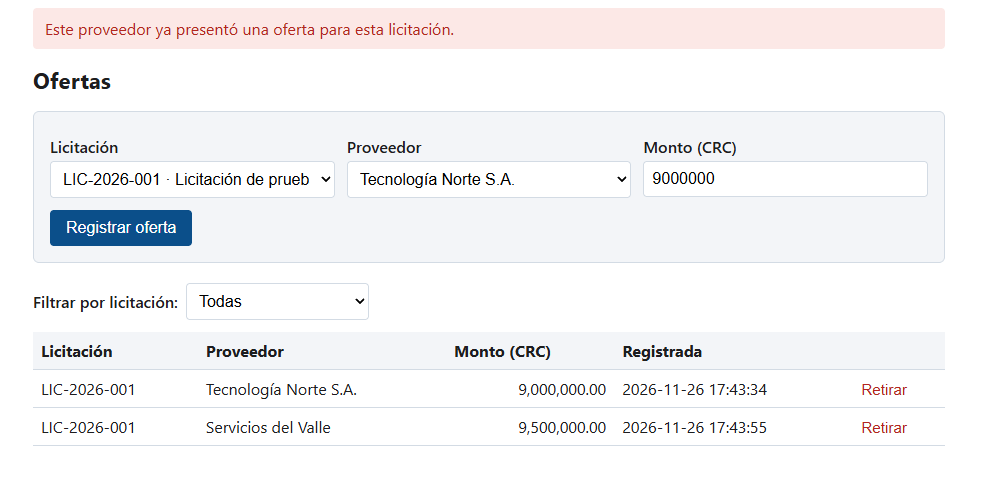 Este proveedor ya presentó una oferta para esta licitación.
Ofertas
Licitación Proveedor Monto (CRC)
LIC-2026-001 · Licitación de prueb Tecnología Norte S.A. 9000000
Registrar oferta
Filtrar por licitación: Todas
Licitación Proveedor Monto (CRC) Registrada
LIC-2026-001 Tecnología Norte S.A. 9,000,000.00 2026-11-26 17:43:34 Retirar
LIC-2026-001 Servicios del Valle 9,500,000.00 2026-11-26 17:43:55 Retirar